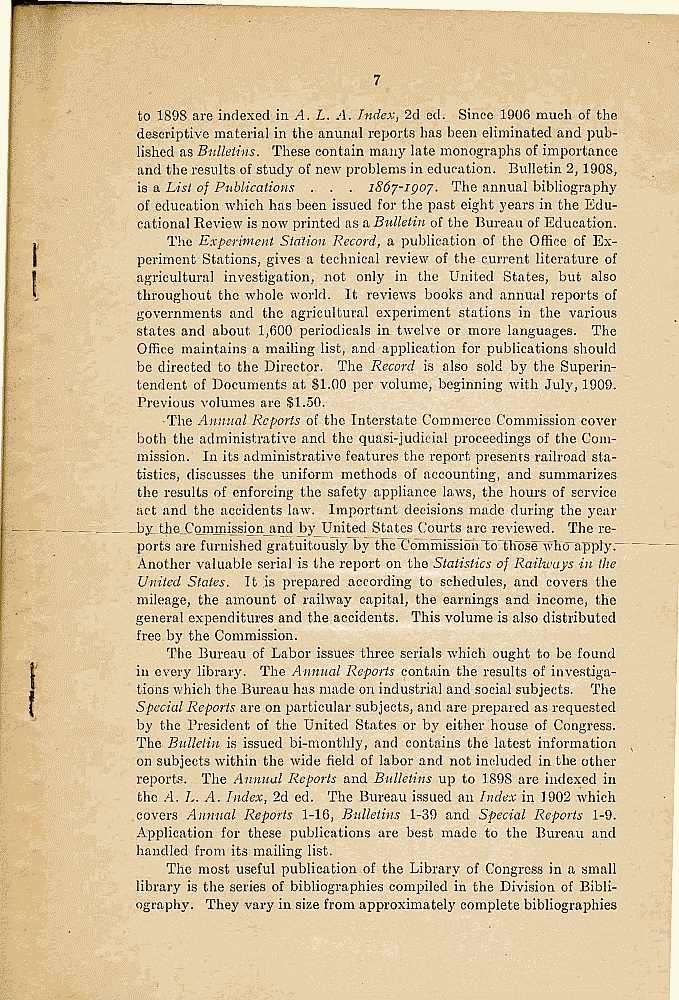 7
to 1898 are indexed in A. L. A. Index, 2d ed. Since 1906 much of the
descriptive material in the anunal reports has been eliminated and pub-
lished as Bulletins. These contain many late monographs of importance
and the results of study of new problems in education. Bulletin 2, 1908,
is a List of Publications . . . 1867-1907. The annual bibliography
of education which has been issued for the past eight years in the Edu-
cational Review is now printed as a Bulletin of the Bureau of Education.
The Experiment Station Record, a publication of the Office of Ex-
periment Stations, gives a technical review of the current literature of
agricultural investigation, not only in the United States, but also
throughout the whole world. It reviews books and annual reports of
governments and the agricultural experiment stations in the various
states and about 1,600 periodicals in twelve or more languages. The
Office maintains a mailing list, and application for publications should
be directed to the Director. The Record is also sold by the Superin-
tendent of Documents at $1.00 per volume, beginning with July, 1909.
Previous volumes are $1.50.
The Annual Reports of the Interstate Commerce Commission cover
both the administrative and the quasi-judicial proceedings of the Com-
mission. In its administrative features the report presents railroad sta-
tistics, discusses the uniform methods of accounting, and summarizes
the results of enforcing the safety appliance laws, the hours of service
act and the accidents law. Important decisions made during the year
by the Commission and by United States Courts are reviewed. The re-
ports are furnished gratuitously by the Commission to those who apply.
Another valuable serial is the report on the Statistics of Railways in the
United States. It is prepared according to schedules, and covers the
mileage, the amount of railway capital, the earnings and income, the
general expenditures and the accidents. This volume is also distributed
free by the Commission.
The Bureau of Labor issues three serials which ought to be found
in every library. The Annual Reports contain the results of investiga-
tions which the Bureau has made on industrial and social subjects. The
Special Reports are on particular subjects, and are prepared as requested
by the President of the United States or by either house of Congress.
The Bulletin is issued bi-monthly, and contains the latest information
on subjects within the wide field of labor and not included in the other
reports. The Annual Reports and Bulletins up to 1898 are indexed in
the A. L. A. Index, 2d ed. The Bureau issued an Index in 1902 which
covers Annual Reports 1-16, Bulletins 1-39 and Special Reports 1-9.
Application for these publications are best made to the Bureau and
handled from its mailing list.
The most useful publication of the Library of Congress in a small
library is the series of bibliographies compiled in the Division of Bibli-
ography. They vary in size from approximately complete bibliographies